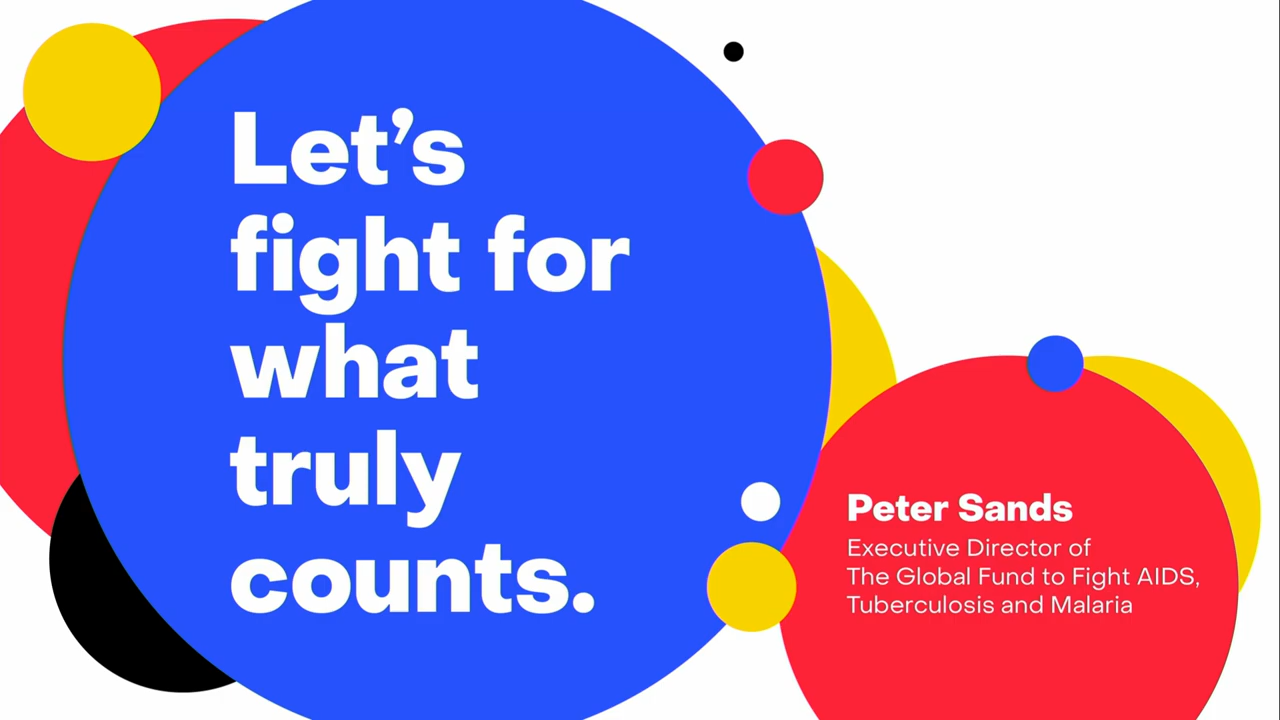 Let’s
fight for
what
truly
counts.
Peter Sands
Executive Director of
The Global Fund to Fight AIDS,
Tuberculosis and Malaria